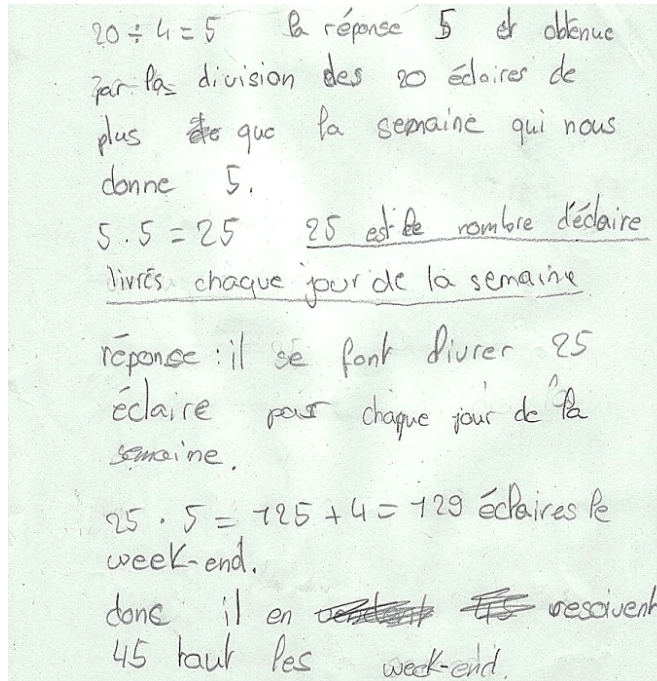 20 ÷ 4 = 5 la réponse 5 et obtenue
par la division des 20 éclaires de
plus que la semaine qui nous
donne 5.
5 . 5 = 25 25 est le nombre d'éclaire
livrés chaque jour de la semaine
réponse : il se font livrer 25
éclaire par chaque jour de la
semaine.
25 . 5 = 125 + 4 = 129 éclaires le
week-end.
donc il en resoivent
45 tout les week-end.